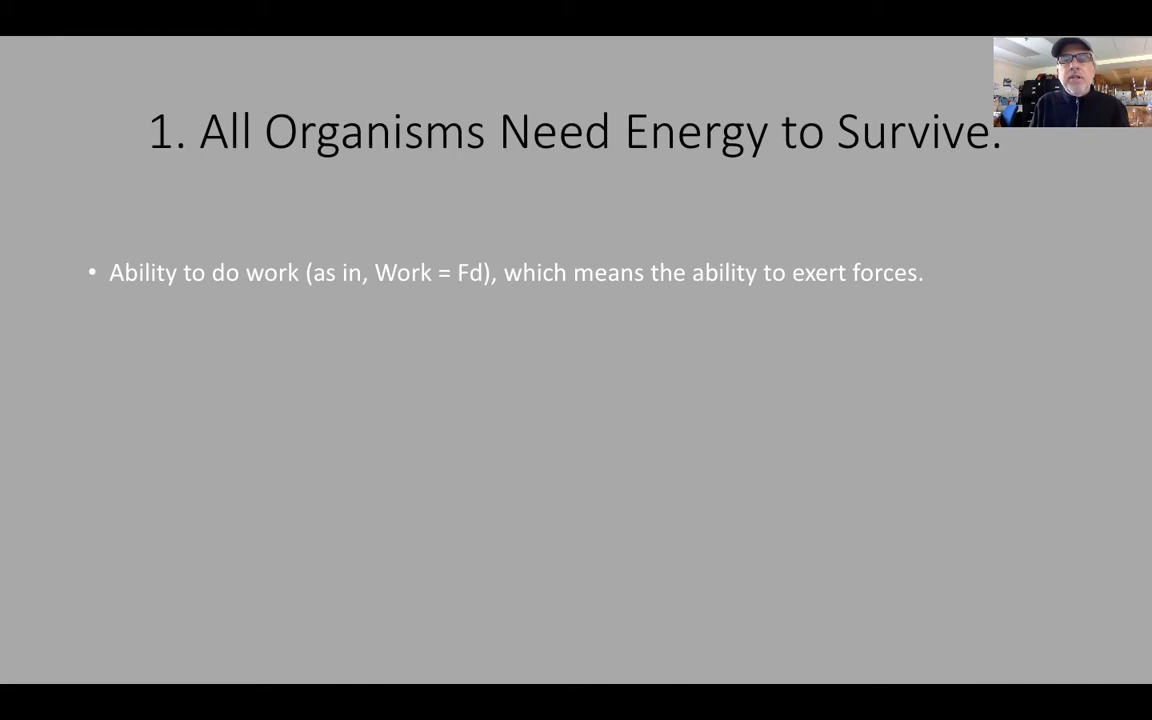 1. All Organisms Need Energy to Survive.
• Ability to do work (as in, Work = Fd), which means the ability to exert forces.